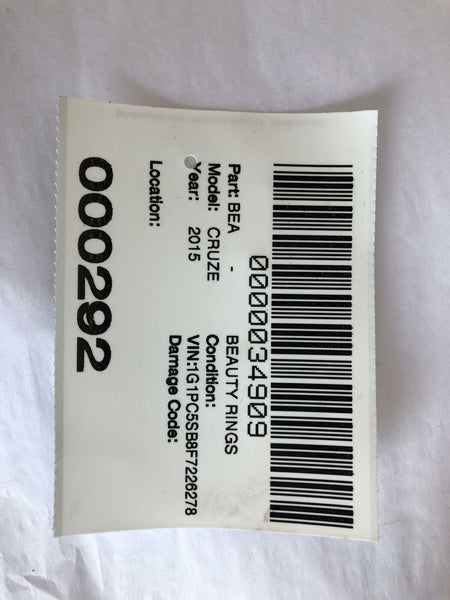 0000034909
Part: BEA - BEAUTY RINGS
Model: CRUZE Condition:
Year: 2015 VIN:1G1PC5SB8F7226278
Damage Code:
Location:
000292